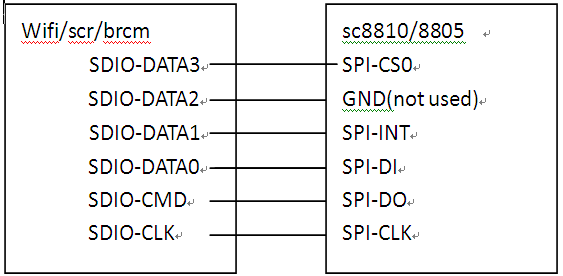 Wifi/scr/brcm
SDIO-DATA3
SDIO-DATA2
SDIO-DATA1
SDIO-DATA0
SDIO-CMD
SDIO-CLK
sc8810/8805
SPI-CS0
GND(not used)
SPI-INT
SPI-DI
SPI-DO
SPI-CLK